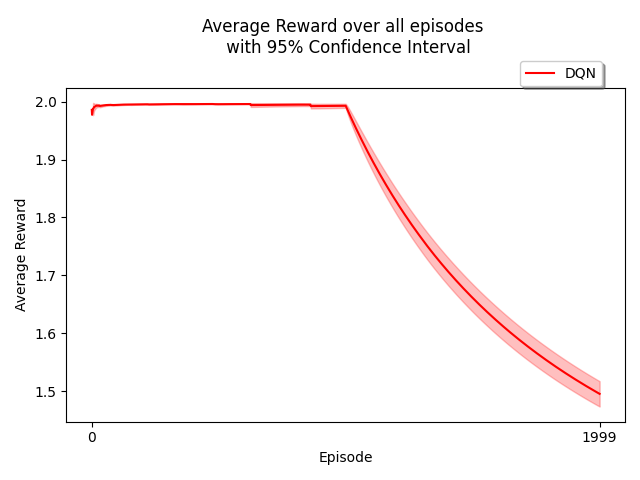 Average Reward over all episodes
with 95% Confidence Interval
DQN
2.0
1.9
1.8
1.7
1.6
1.5
Average Reward
0
1999
Episode